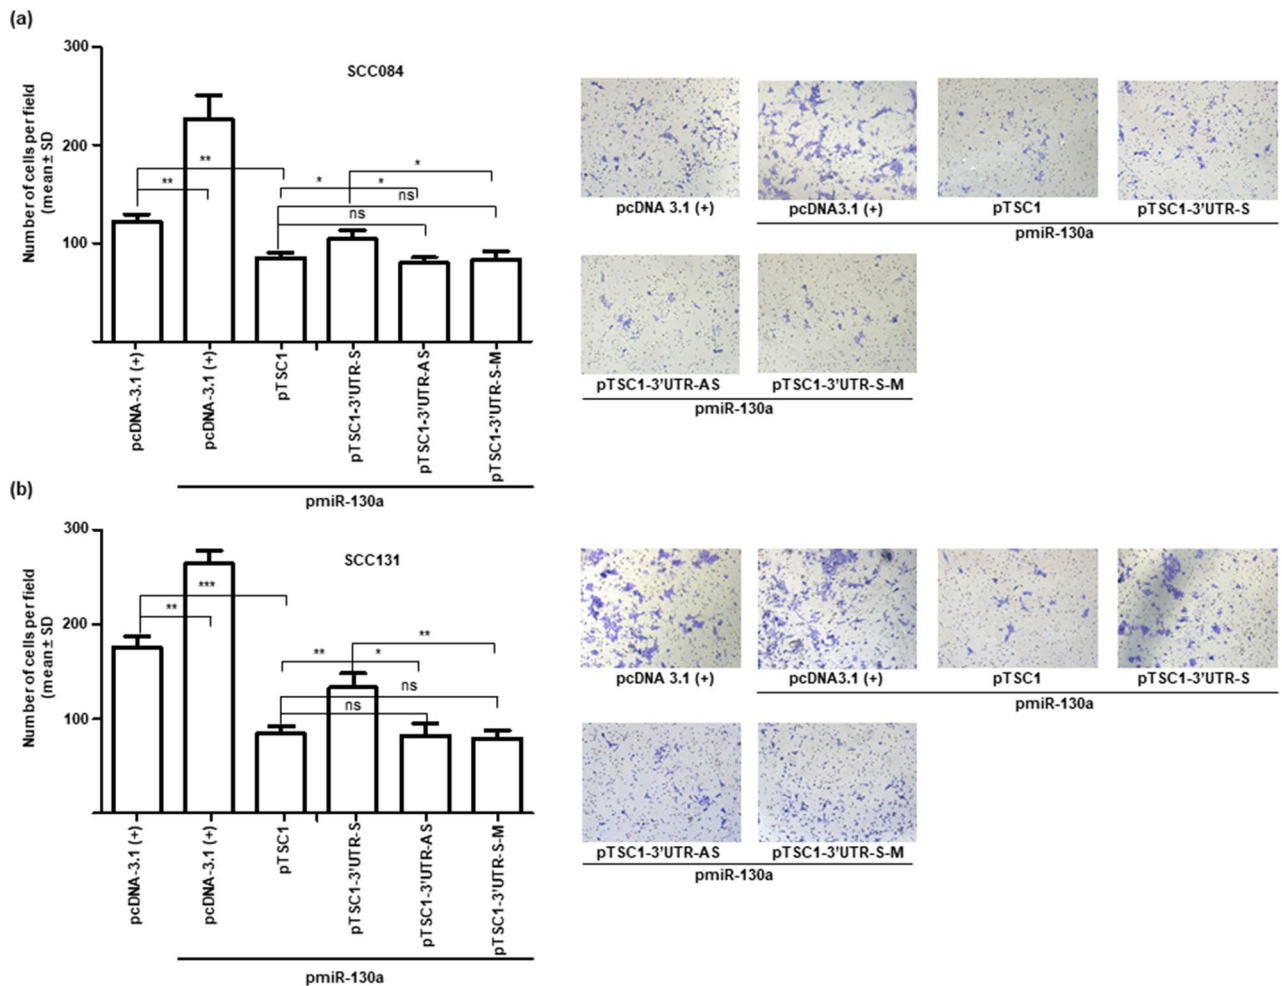 (a)
SCC084
Number of cells per field
(mean ± SD
300
200
100
**
**
*
*
*
ns
ns
pcDNA-3.1 (+)
pcDNA-3.1 (+)
pTSC1
pTSC1-3'UTR-S
pTSC1-3'UTR-AS
pTSC1-3'UTR-S-M
pmiR-130a
pcDNA 3.1 (+)
pcDNA3.1 (+)
pTSC1
pTSC1-3'UTR-S
pmiR-130a
pTSC1-3'UTR-AS
pTSC1-3'UTR-S-M
pmiR-130a
(b)
SCC131
Number of cells per field
(mean ± SD
300
200
100
***
**
**
**
*
ns
ns
pcDNA-3.1 (+)
pcDNA-3.1 (+)
pTSC1
pTSC1-3'UTR-S
pTSC1-3'UTR-AS
pTSC1-3'UTR-S-M
pmiR-130a
pcDNA 3.1 (+)
pcDNA3.1 (+)
pTSC1
pTSC1-3'UTR-S
pmiR-130a
pTSC1-3'UTR-AS
pTSC1-3'UTR-S-M
pmiR-130a